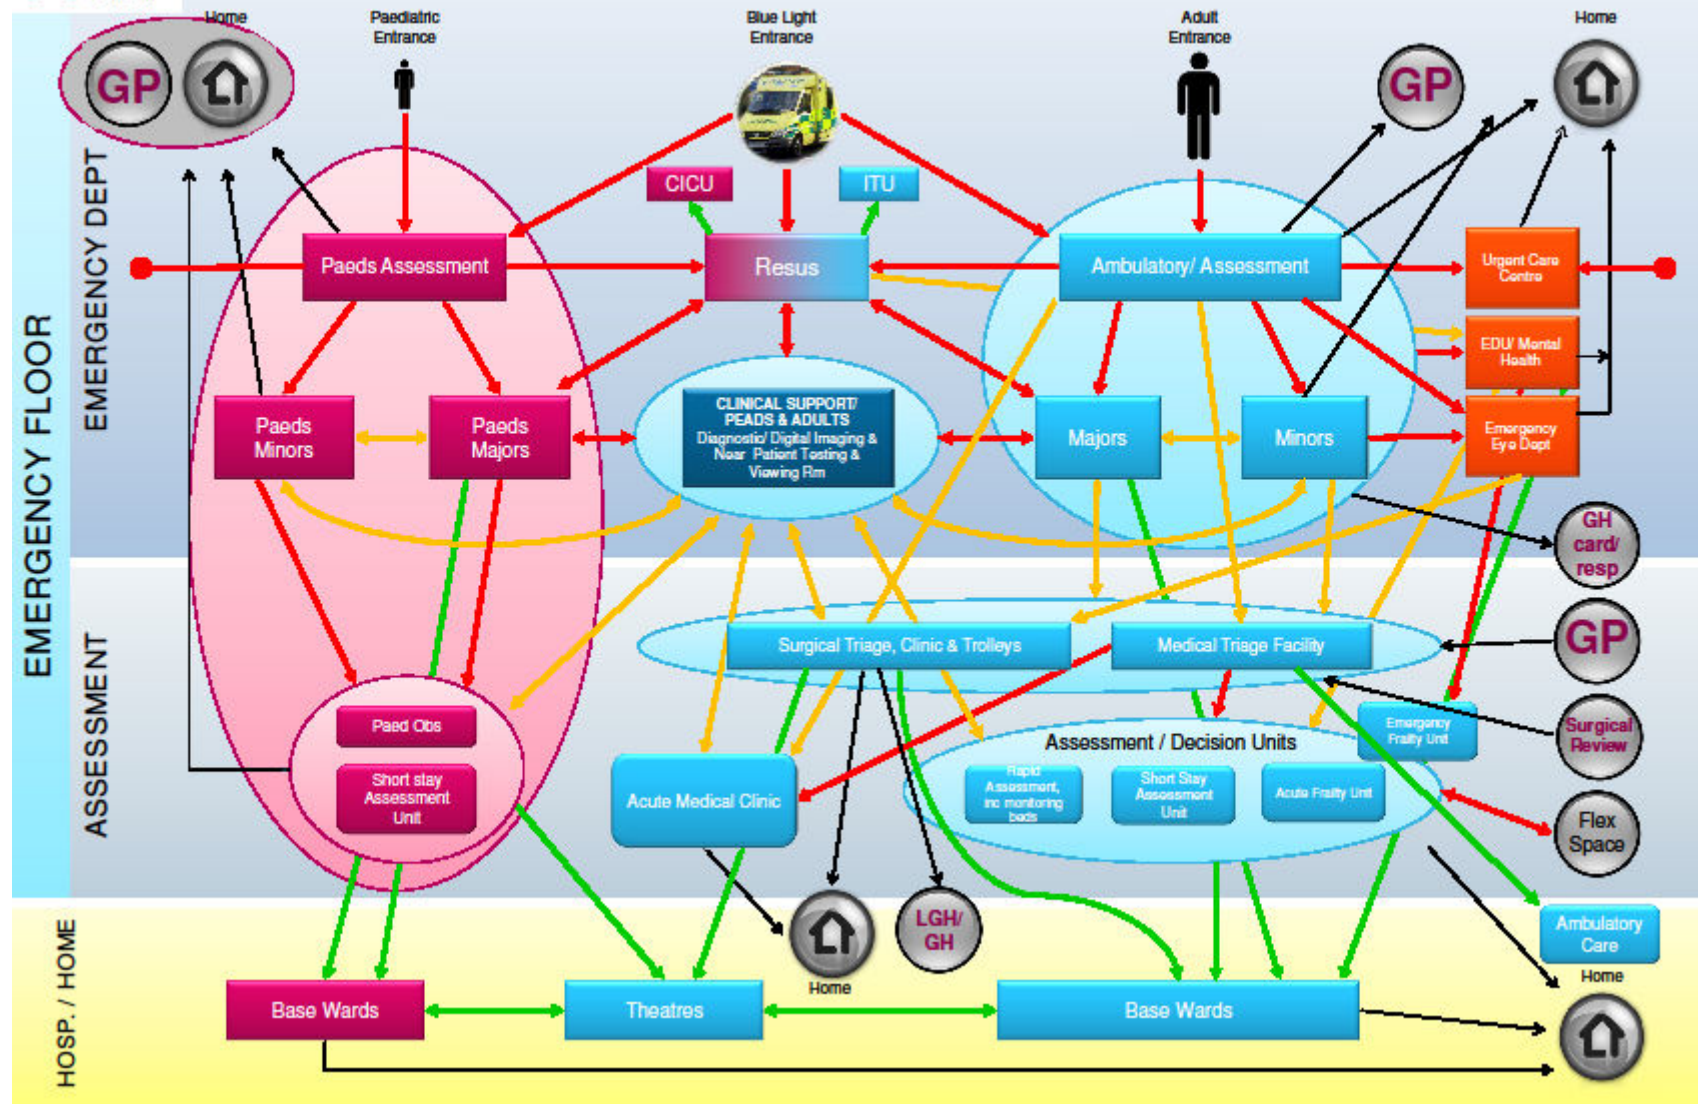 Home
Paediatric
Entrance
Blue Light
Entrance
Adult
Entrance
Home
GP
GP
CICU
ITU
EMERGENCY FLOOR
EMERGENCY DEPT
Paeds Assessment
Resus
Ambulatory/ Assessment
Urgent Care
Centre
EDU/ Mental
Health
Paeds
Minors
Paeds
Majors
CLINICAL SUPPORT/
PEADS & ADULTS
Diagnostic/ Digital Imaging &
Near Patient Testing &
Viewing Rm
Majors
Minors
Emergency
Eye Dept
GH
card/
resp
ASSESSMENT
Surgical Triage, Clinic & Trolleys
Medical Triage Facility
GP
Paed Obs
Emergency
Frailty Unit
Surgical
Review
Assessment / Decision Units
Short stay
Assessment
Unit
Acute Medical Clinic
Rapid
Assessment,
inc monitoring
beds
Short Stay
Assessment
Unit
Acute Frailty Unit
Flex
Space
LGH/
GH
Ambulatory
Care
HOSP. / HOME
Home
Home
Base Wards
Theatres
Base Wards